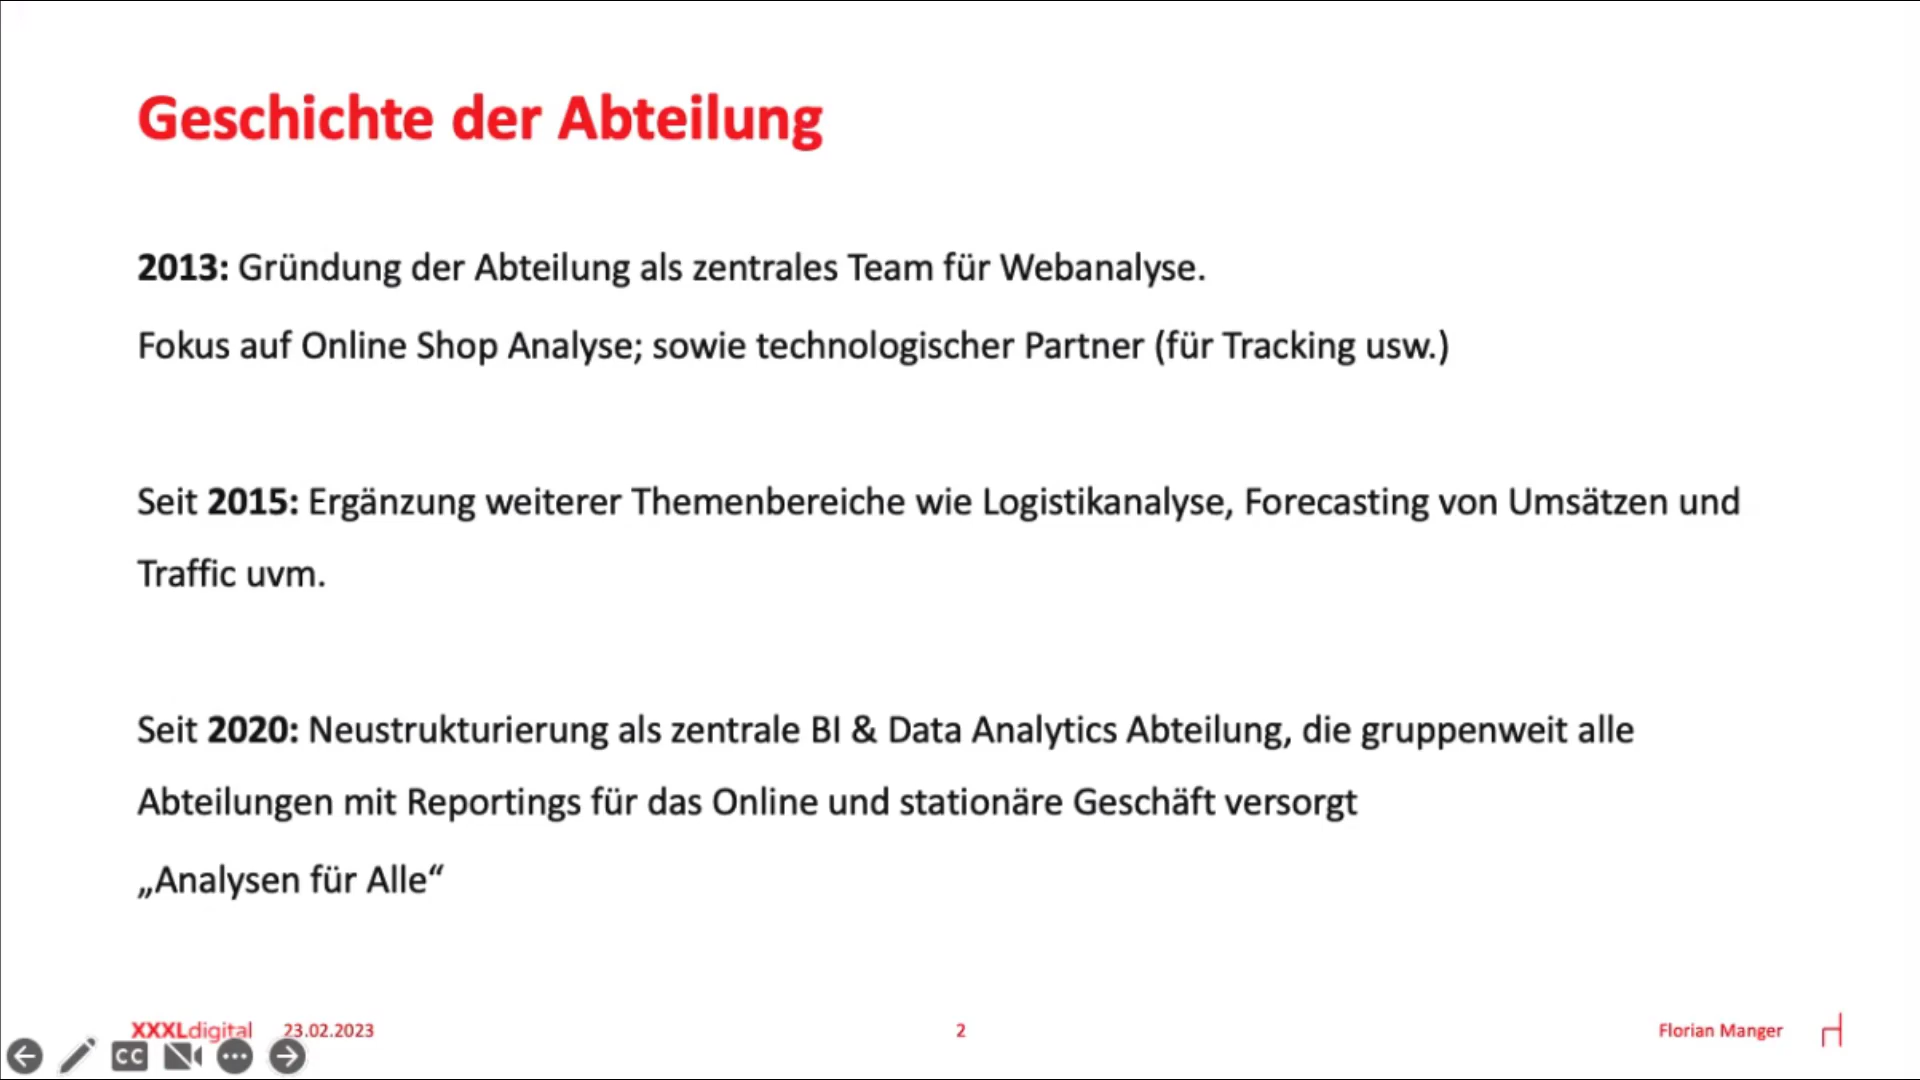 Geschichte der Abteilung
2013: Gründung der Abteilung als zentrales Team für Webanalyse.
Fokus auf Online Shop Analyse; sowie technologischer Partner (für Tracking usw.)
Seit 2015: Ergänzung weiterer Themenbereiche wie Logistikanalyse, Forecasting von Umsätzen und
Traffic uvm.
Seit 2020: Neustrukturierung als zentrale BI & Data Analytics Abteilung, die gruppenweit alle
Abteilungen mit Reportings für das Online und stationäre Geschäft versorgt
„Analysen für Alle“
XXXLdigital 23.02.2023 2 Florian Manger
CC